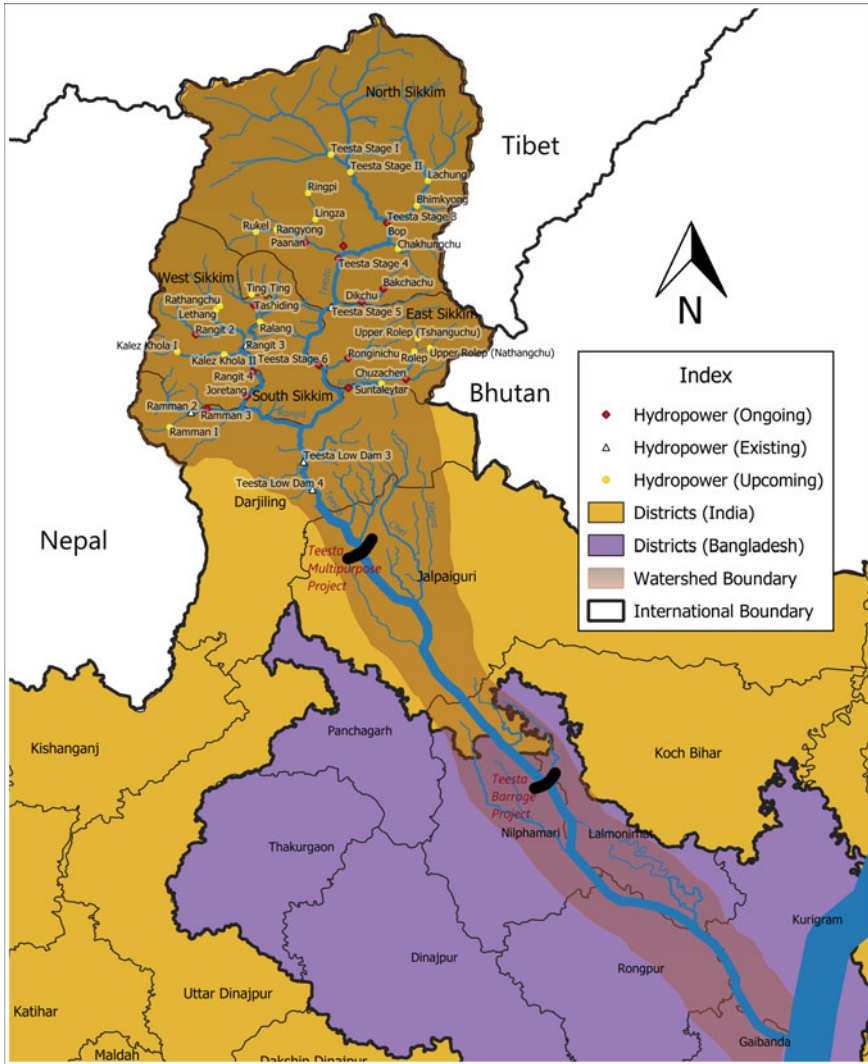 North Sikkim
Tibet
Teesta Stage I
Teesta Stage II
Lachung
Ringpi
Bhimkyong
Lingza
Teesta Stage 3
Rukel
Rangyong
Bop
Paanan
Chakhungchu
Teesta Stage 4
Teesta
West Sikkim
Ting Ting
Bakchachu
Rathangchu
Tashiding
Dikchu
Lethang
Teesta Stage 5
East Sikkim
Ralang
Rangit 2
Upper Rolep (Tshanguchu)
Kalez Khola I
Rangit 3
Ronginichu
Rolep
Upper Rolep (Nathangchu)
Kalez Khola II
Teesta Stage 6
Rangit 4
Chuzachen
Joretang
South Sikkim
Suntaleytar
Ramman 2
Ramman 3
Rangit
Ramman I
N
Bhutan
Index
Hydropower (Ongoing)
Hydropower (Existing)
Hydropower (Upcoming)
Districts (India)
Districts (Bangladesh)
Watershed Boundary
International Boundary
Teesta Low Dam 3
Teesta Low Dam 4
Darjiling
Teesta
Chel
Nepal
Teesta
Multipurpose
Project
Jalpaiguri
Kishanganj
Panchagarh
Koch Bihar
Teesta
Barrage
Project
Nilphamari
Lalmonirhat
Thakurgaon
Kurigram
Dinajpur
Rongpur
Uttar Dinajpur
Katihar
Maldah
Dakshin Dinajpur
Gaibanda